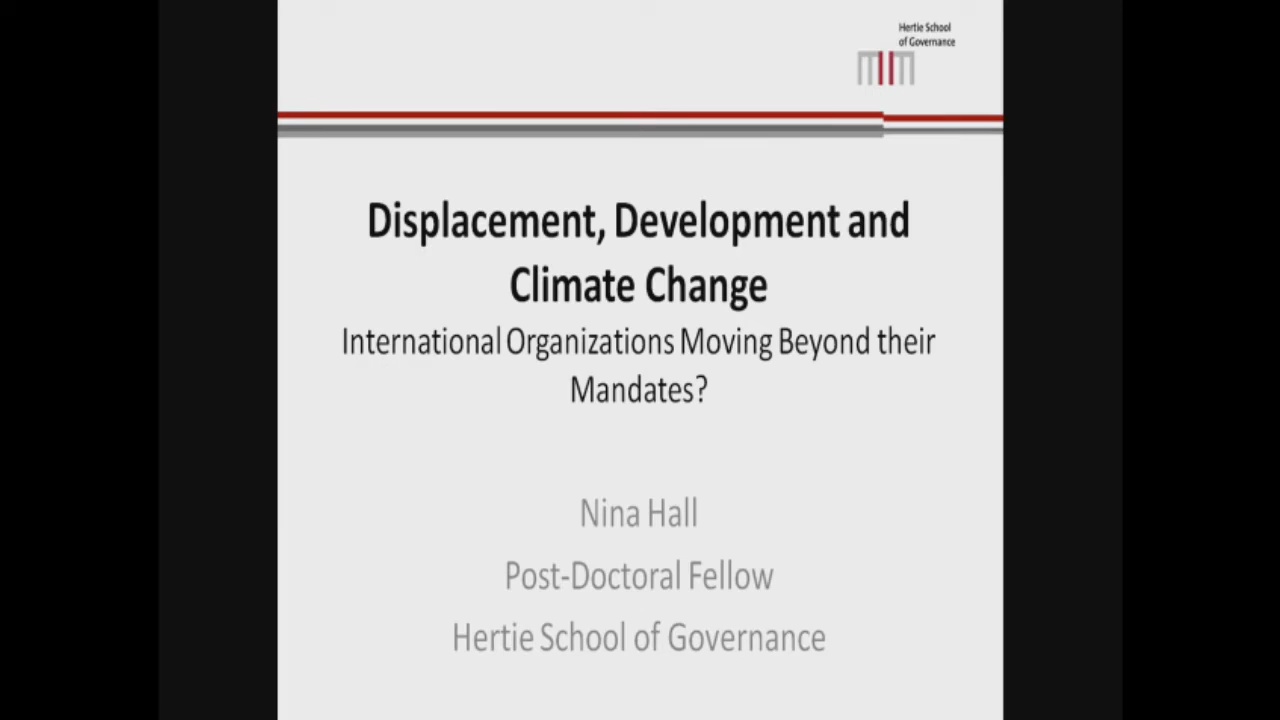 Hertie School
of Governance
Displacement, Development and
Climate Change
International Organizations Moving Beyond their
Mandates?
Nina Hall
Post-Doctoral Fellow
Hertie School of Governance